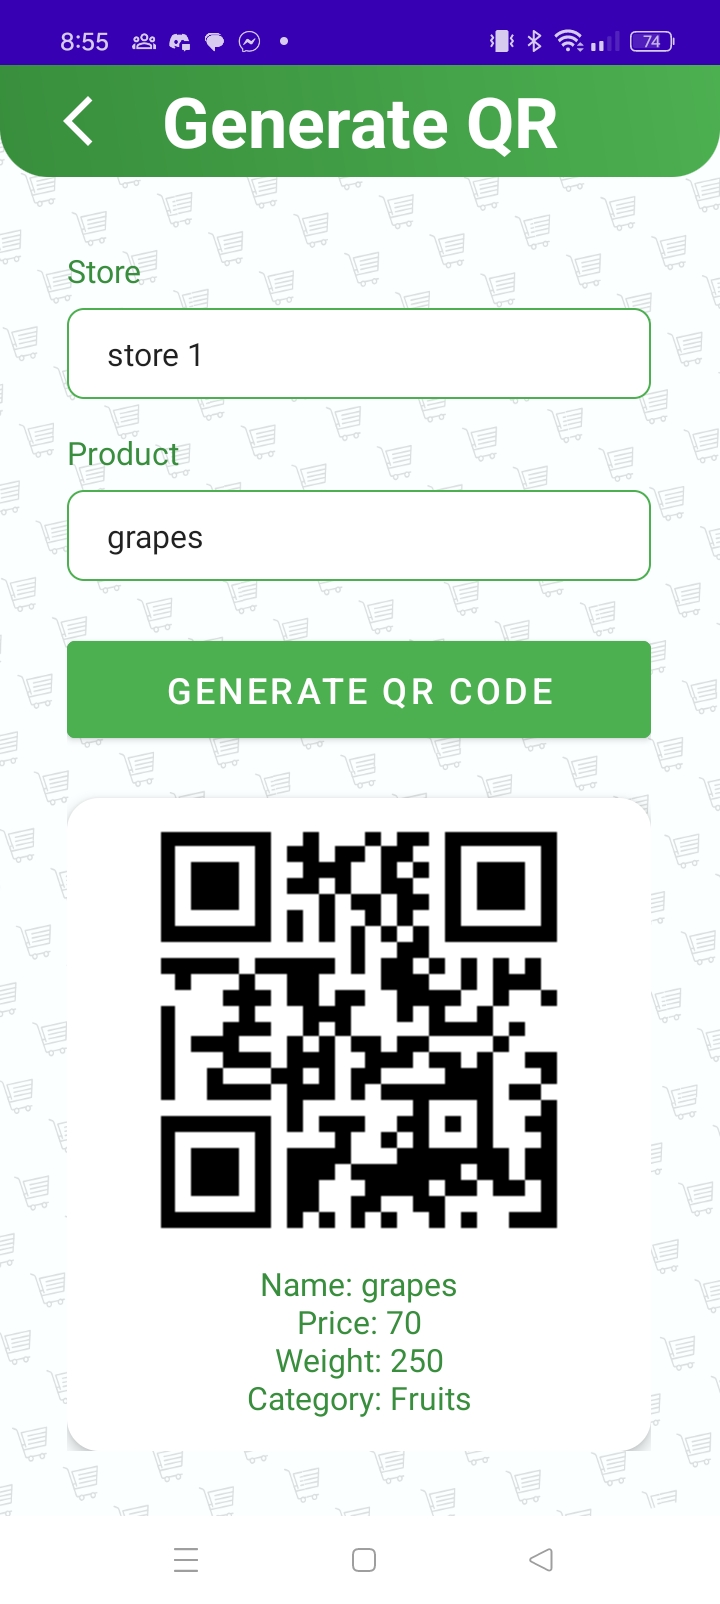 8:55
74
Generate QR
Store
store 1
Product
grapes
GENERATE QR CODE
Name: grapes
Price: 70
Weight: 250
Category: Fruits